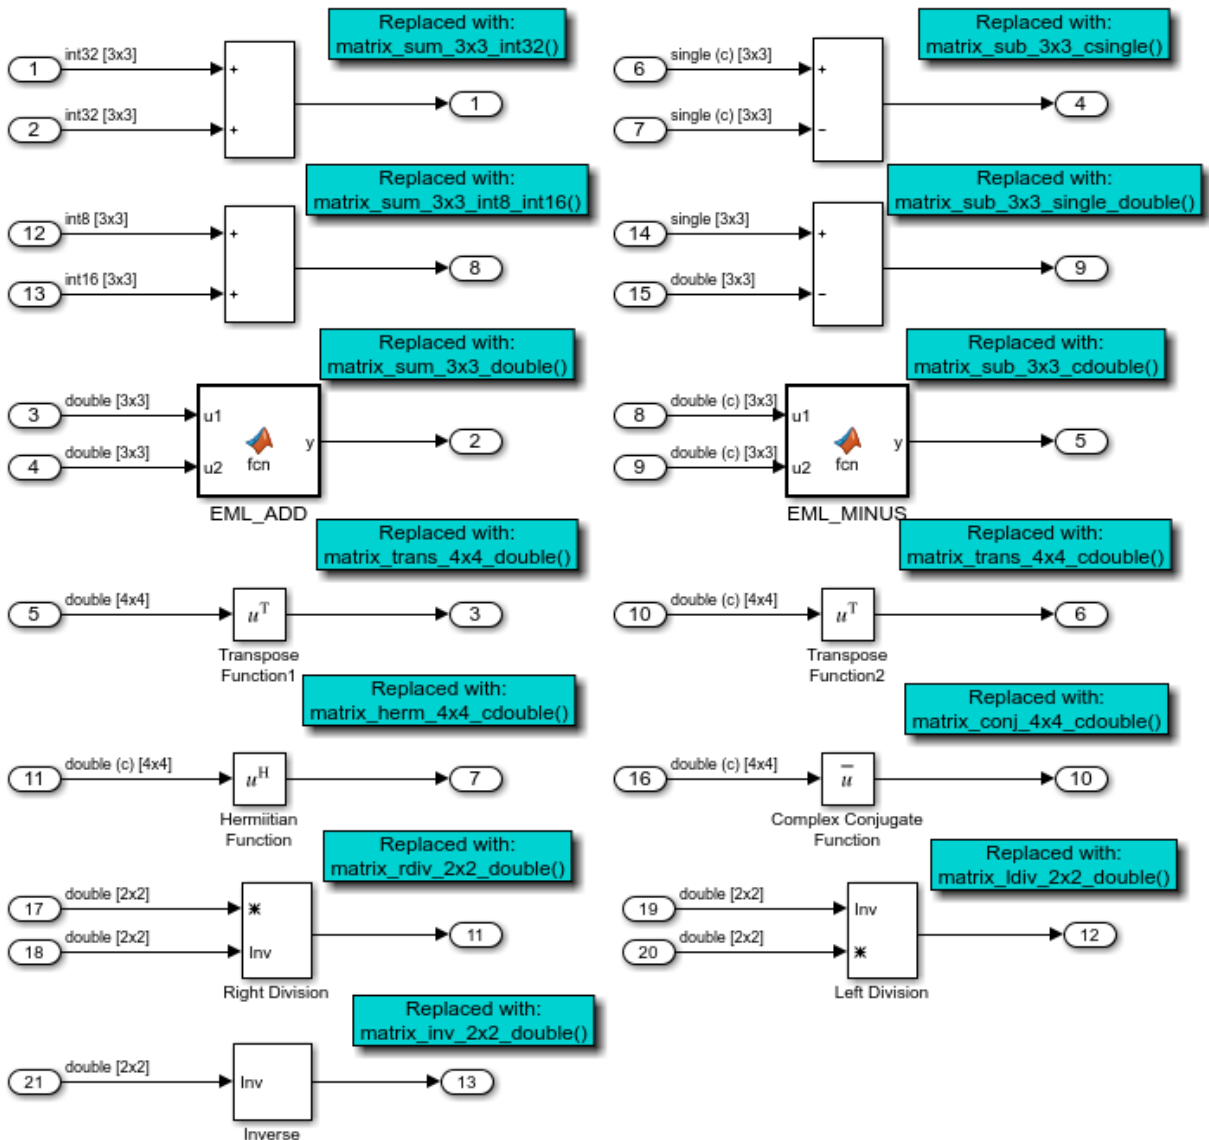 Replaced with:
matrix_sum_3x3_int32()
int32 [3x3]
1
+
int32 [3x3]
2
+
1
Replaced with:
matrix_sub_3x3_csingle()
single (c) [3x3]
6
+
single (c) [3x3]
7
−
4
Replaced with:
matrix_sum_3x3_int8_int16()
int8 [3x3]
12
+
int16 [3x3]
13
+
8
Replaced with:
matrix_sub_3x3_single_double()
single [3x3]
14
+
double [3x3]
15
−
9
Replaced with:
matrix_sum_3x3_double()
double [3x3]
3
u1
double [3x3]
4
u2
fcn
y
2
EML_ADD
Replaced with:
matrix_sub_3x3_cdouble()
double (c) [3x3]
8
u1
double (c) [3x3]
9
u2
fcn
y
5
EML_MINUS
Replaced with:
matrix_trans_4x4_double()
double [4x4]
5
u^T
3
Transpose
Function1
Replaced with:
matrix_trans_4x4_cdouble()
double (c) [4x4]
10
u^T
6
Transpose
Function2
Replaced with:
matrix_herm_4x4_cdouble()
double (c) [4x4]
11
u^H
7
Hermiitian
Function
Replaced with:
matrix_conj_4x4_cdouble()
double (c) [4x4]
16
u̅
10
Complex Conjugate
Function
Replaced with:
matrix_rdiv_2x2_double()
double [2x2]
17
*
double [2x2]
18
Inv
11
Right Division
Replaced with:
matrix_ldiv_2x2_double()
double [2x2]
19
Inv
double [2x2]
20
*
12
Left Division
Replaced with:
matrix_inv_2x2_double()
double [2x2]
21
Inv
13
Inverse